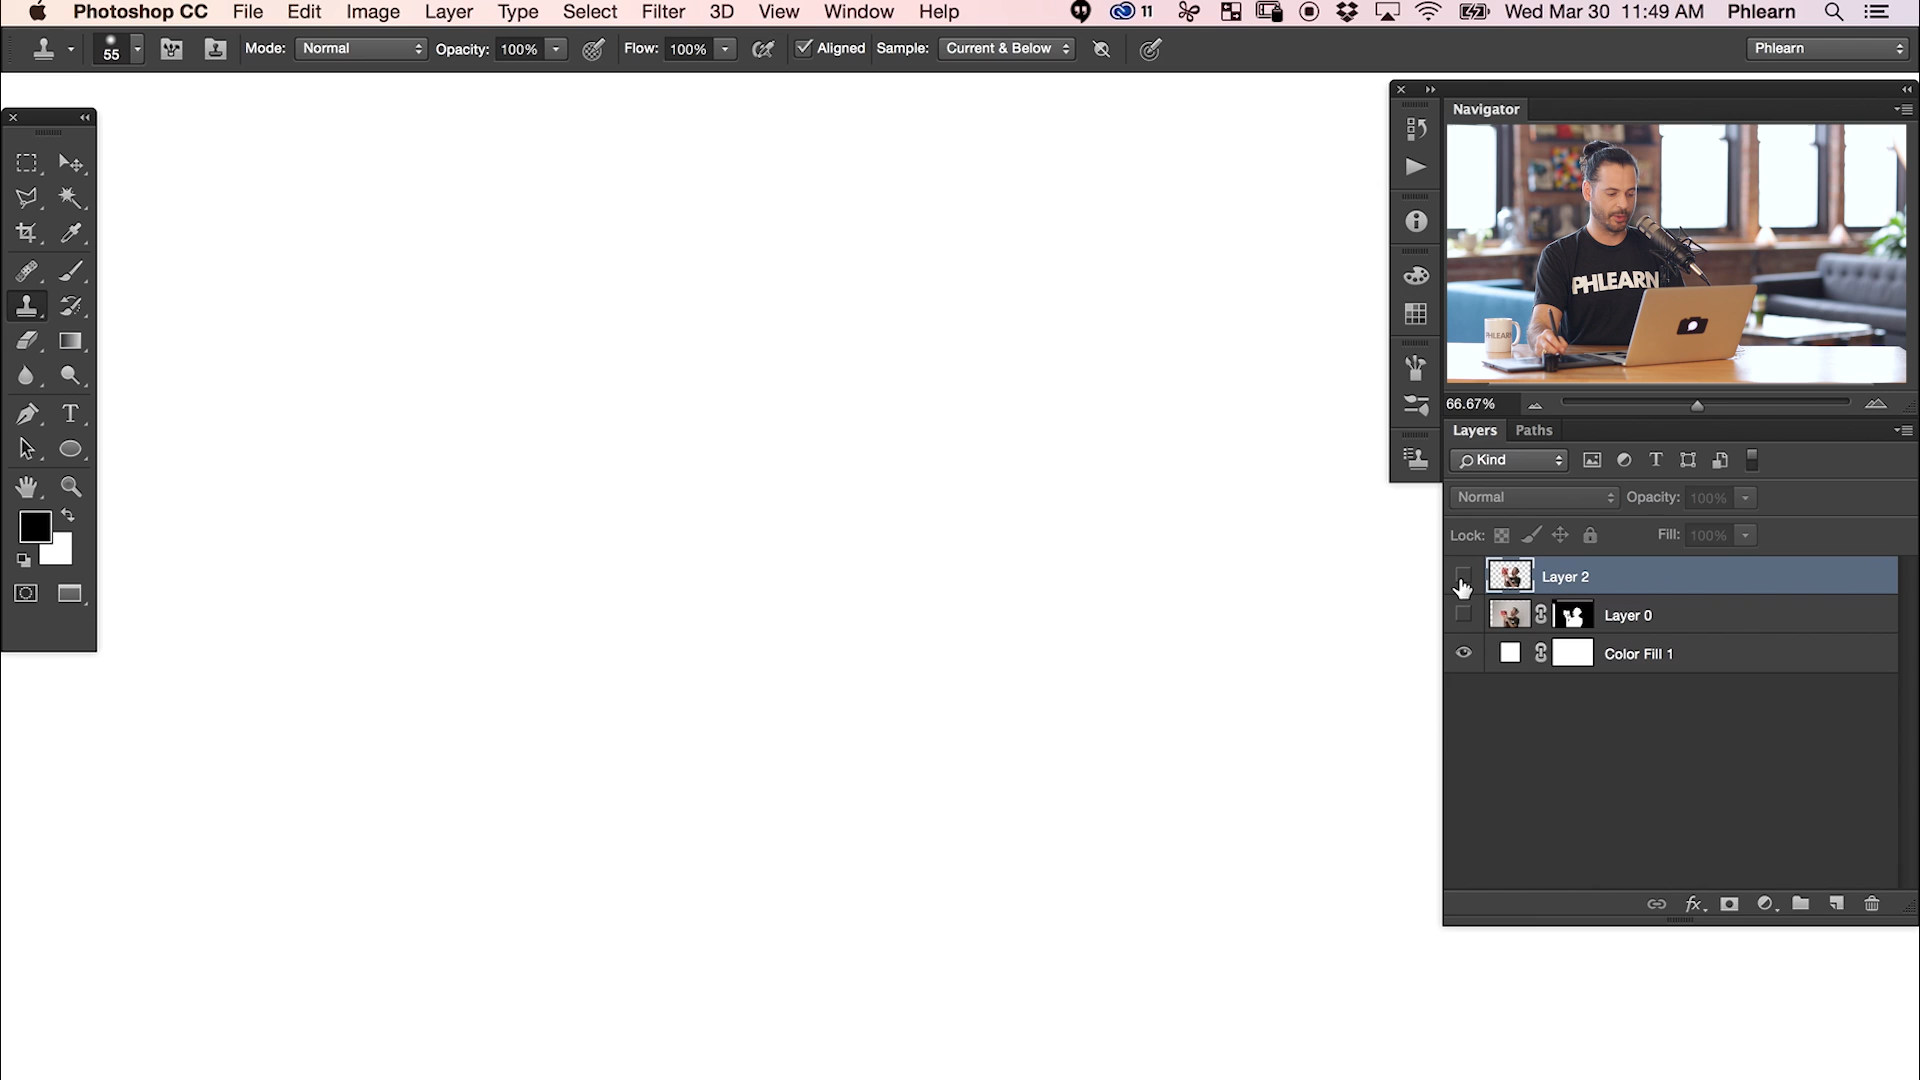 Photoshop CC File Edit Image Layer Type Select Filter 3D View Window Help 11 Wed Mar 30 11:49 AM Phlearn
55 Mode: Normal Opacity: 100% Flow: 100% Aligned Sample: Current & Below Phlearn
Navigator
PHLEARN
PHLEARN
66.67%
Layers Paths
Kind
Normal Opacity: 100%
Lock: Fill: 100%
Layer 2
Layer 0
Color Fill 1
fx